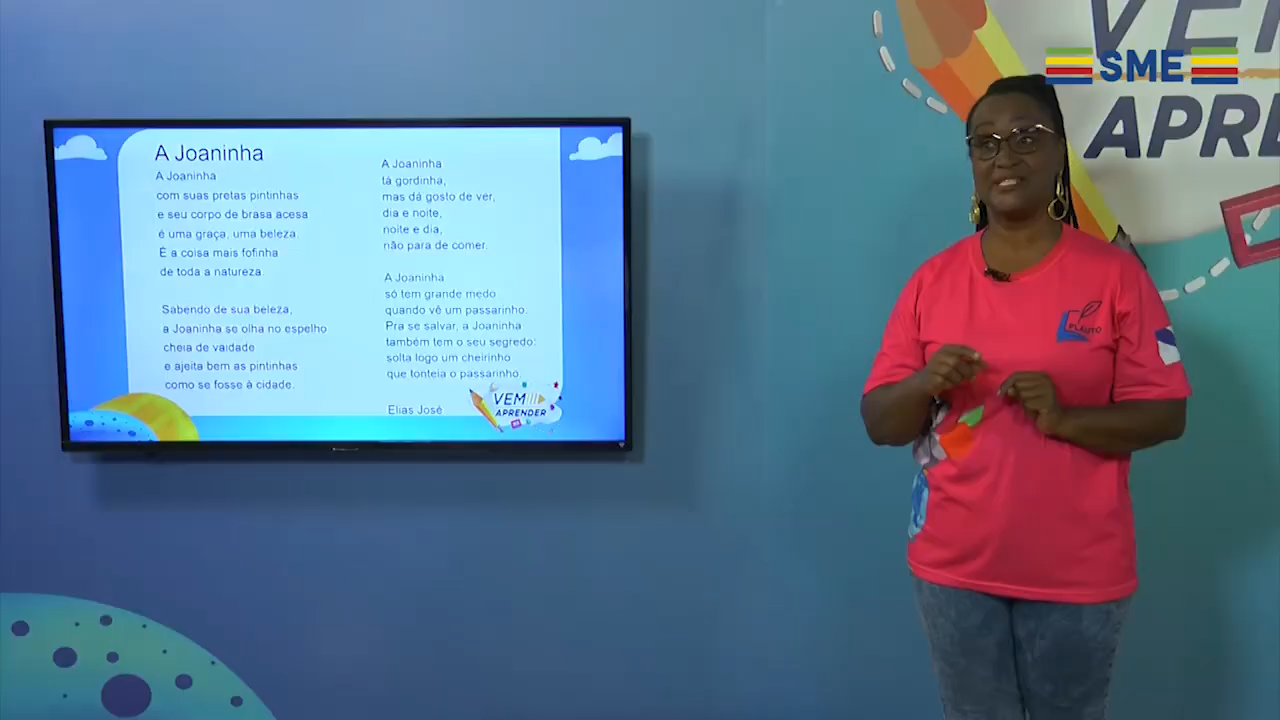 A Joaninha
A Joaninha
com suas pretas pintinhas
e seu corpo de brasa acesa
é uma graça, uma beleza.
É a coisa mais fofinha
de toda a natureza.
Sabendo de sua beleza,
a Joaninha se olha no espelho
cheia de vaidade
e ajeita bem as pintinhas
como se fosse à cidade.
A Joaninha
tá gordinha,
mas dá gosto de ver,
dia e noite,
noite e dia,
não para de comer.
A Joaninha
só tem grande medo
quando vê um passarinho.
Pra se salvar, a Joaninha
também tem o seu segredo:
solta logo um cheirinho
que tonteia o passarinho.
Elias José
VEM
APRENDER
VEM
SME
APRE
PLAUTO